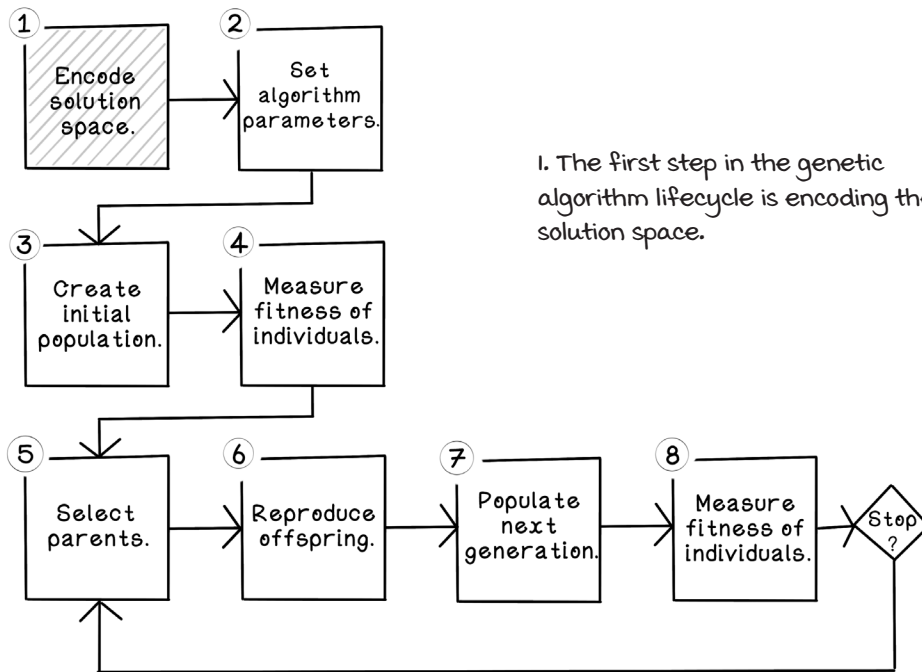 1
Encode
solution
space.
2
Set
algorithm
parameters.
1. The first step in the genetic
algorithm lifecycle is encoding the
solution space.
3
Create
initial
population.
4
Measure
fitness of
individuals.
5
Select
parents.
6
Reproduce
offspring.
7
Populate
next
generation.
8
Measure
fitness of
individuals.
Stop
?